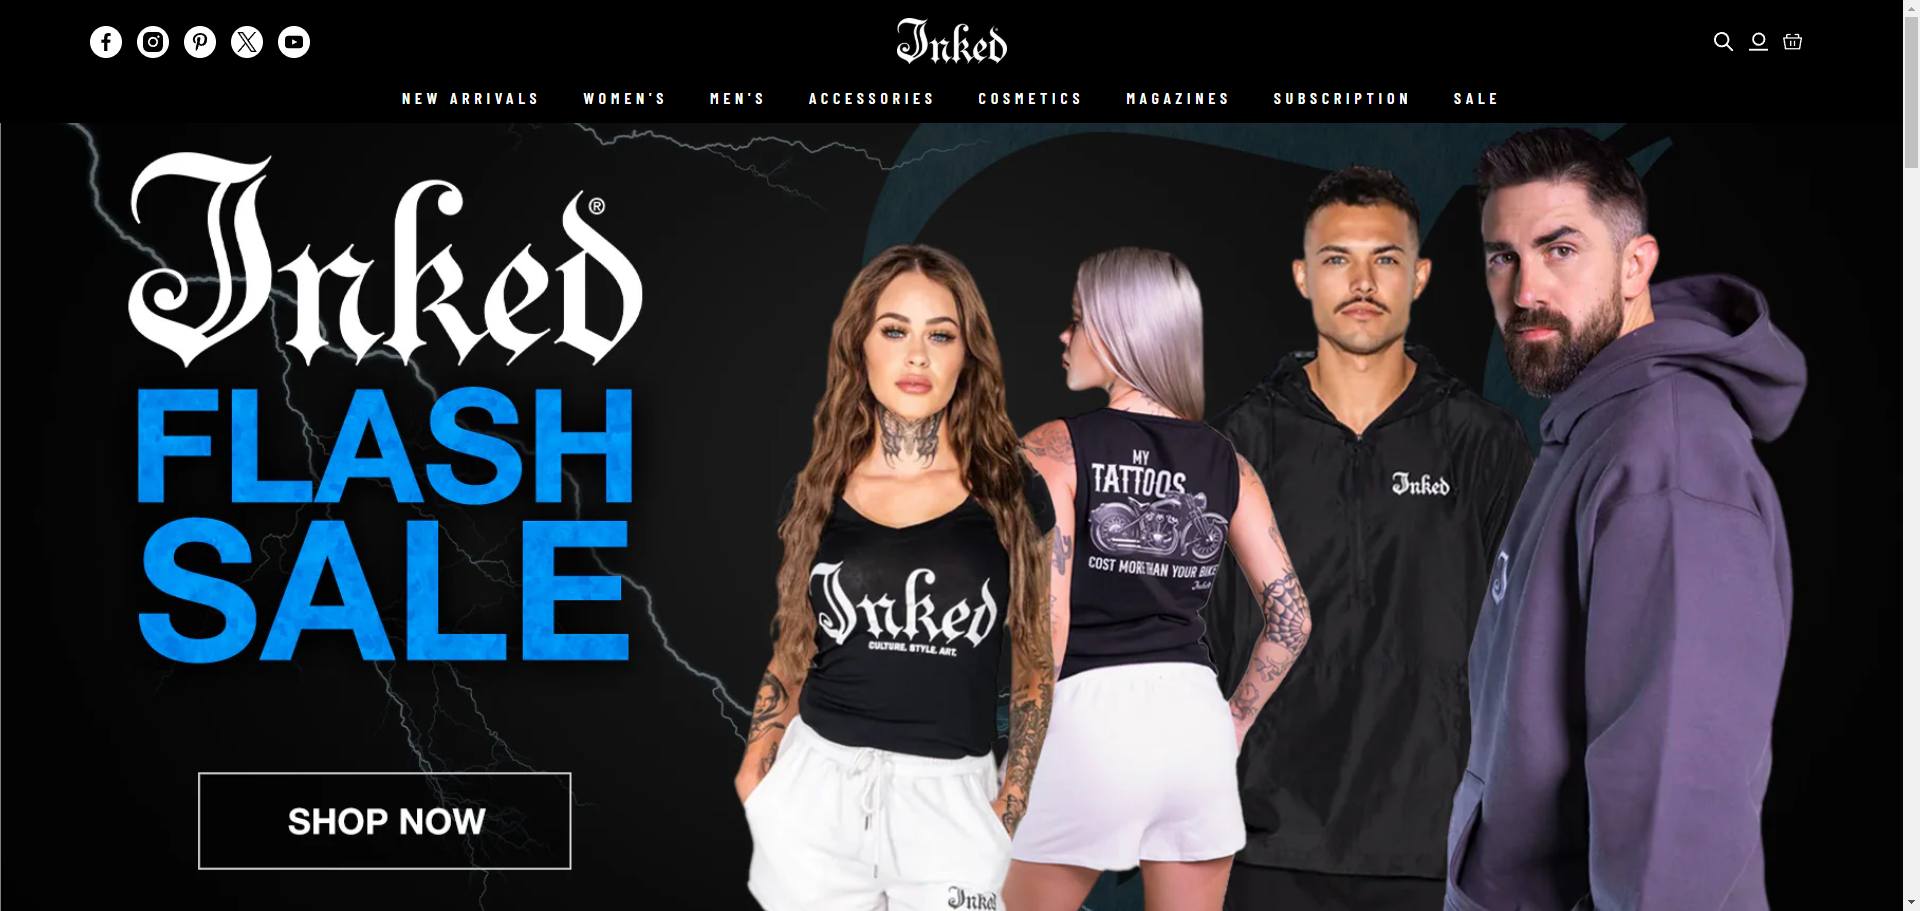 Inked
NEW ARRIVALS WOMEN'S MEN'S ACCESSORIES COSMETICS MAGAZINES SUBSCRIPTION SALE
Inked®
FLASH
SALE
SHOP NOW
Inked
CULTURE. STYLE. ART.
MY
TATTOOS
COST MORE THAN YOUR BIKE
Inked
Inked
Inked